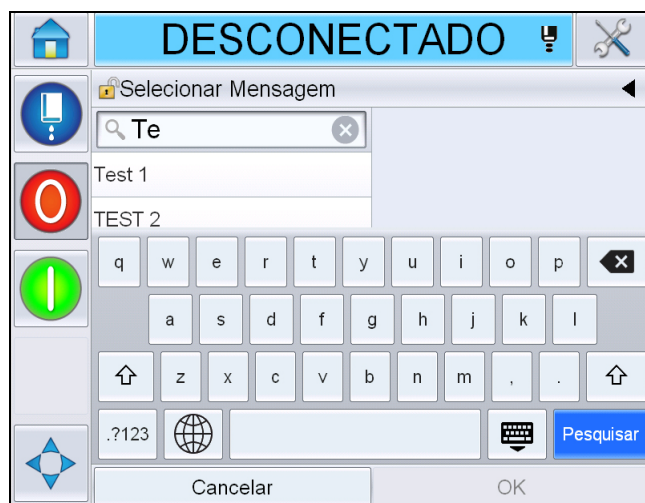 DESCONECTADO
Selecionar Mensagem
Te
Test 1
TEST 2
q w e r t y u i o p
a s d f g h j k l
z x c v b n m , .
.?123 Pesquisar
Cancelar OK